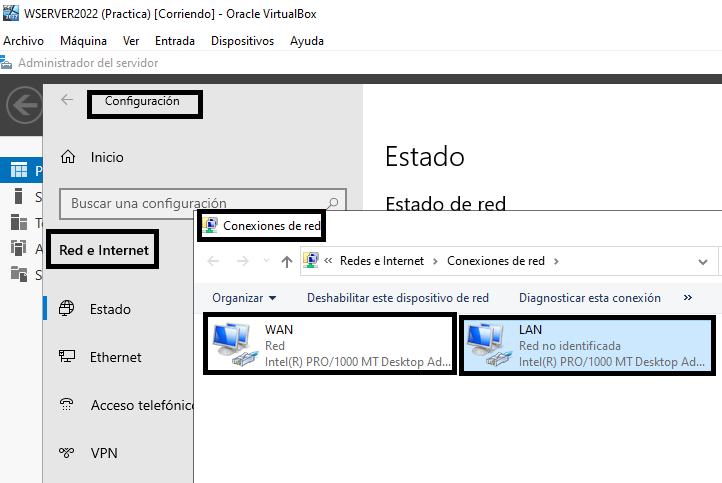 WSERVER2022 (Practica) [Corriendo] - Oracle VirtualBox
Archivo Máquina Ver Entrada Dispositivos Ayuda
Administrador del servidor
Configuración
Inicio
Buscar una configuración
Red e Internet
Estado
Ethernet
Acceso telefónic
VPN
Estado
Estado de red
Conexiones de red
« Redes e Internet > Conexiones de red >
Organizar Deshabilitar este dispositivo de red Diagnosticar esta conexión »
WAN
Red
Intel(R) PRO/1000 MT Desktop Ad...
LAN
Red no identificada
Intel(R) PRO/1000 MT Desktop Ad...